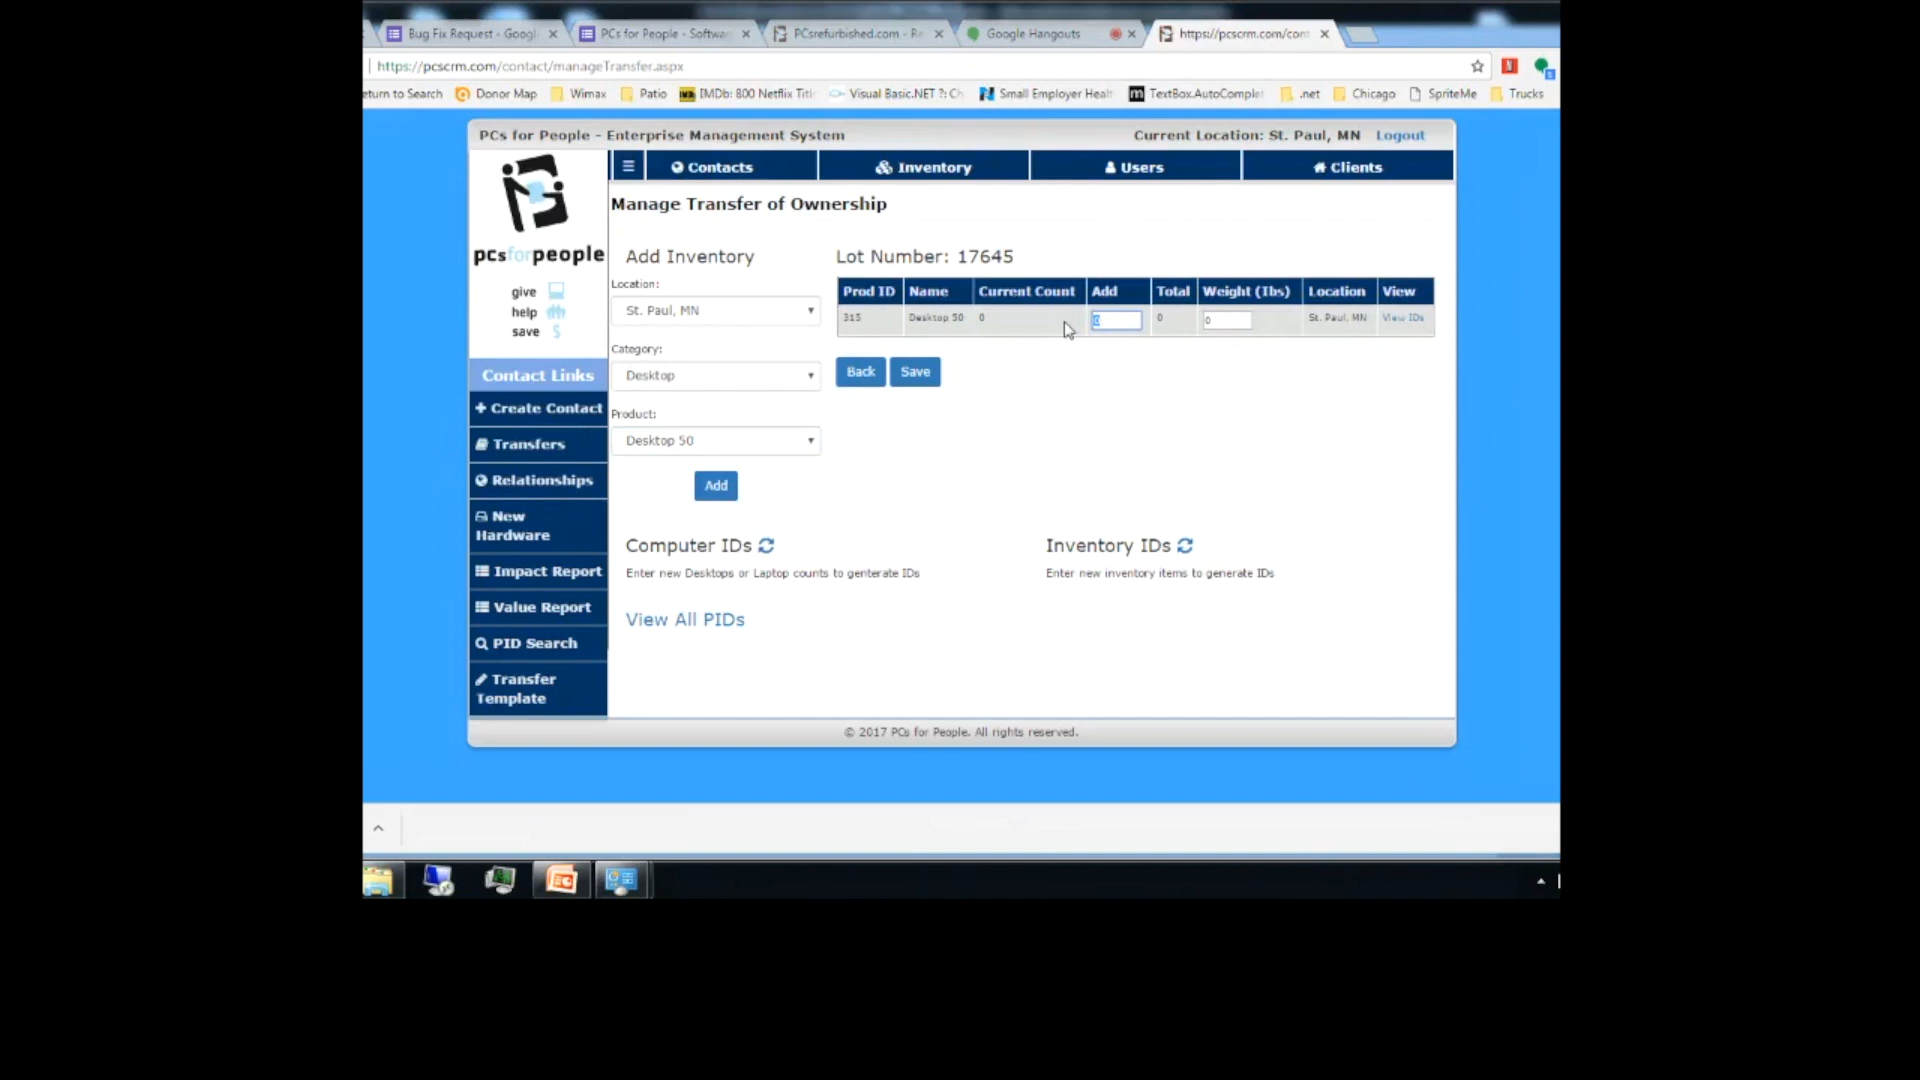 Bug Fix Request - Googl
PCs for People - Softwar
PCsrefurbished.com - Re
Google Hangouts
https://pcscrm.com/cont
https://pcscrm.com/contact/manageTransfer.aspx
eturn to Search
Donor Map
Wimax
Patio
IMDb: 800 Netflix Titl
Visual Basic.NET ?: Ch
Small Employer Healt
TextBox.AutoComplet
.net
Chicago
SpriteMe
Trucks
PCs for People - Enterprise Management System
Current Location: St. Paul, MN Logout
Contacts
Inventory
Users
Clients
pcsforpeople
give
help
save
Contact Links
Create Contact
Transfers
Relationships
New
Hardware
Impact Report
Value Report
PID Search
Transfer
Template
Manage Transfer of Ownership
Add Inventory
Location:
St. Paul, MN
Category:
Desktop
Product:
Desktop 50
Add
Lot Number: 17645
Prod ID Name Current Count Add Total Weight (lbs) Location View
315 Desktop 50 0 0 0 0 St. Paul, MN View IDs
Back Save
Computer IDs
Enter new Desktops or Laptop counts to genterate IDs
Inventory IDs
Enter new inventory items to generate IDs
View All PIDs
© 2017 PCs for People. All rights reserved.